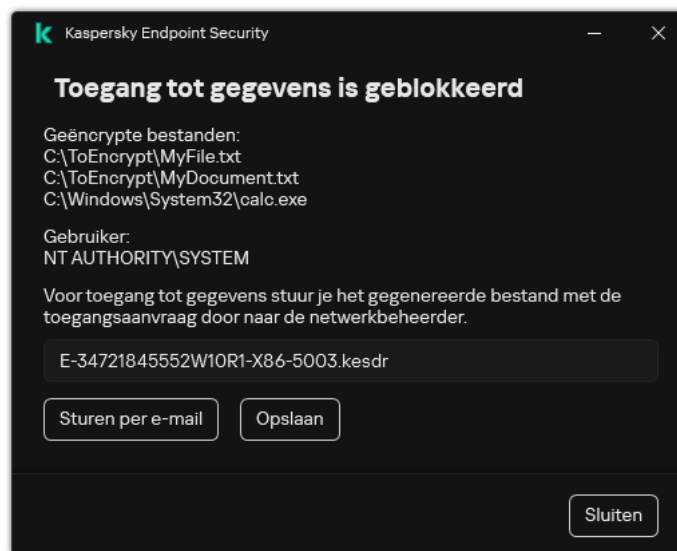 Kaspersky Endpoint Security
Toegang tot gegevens is geblokkeerd
Geëncrypte bestanden:
C:\ToEncrypt\MyFile.txt
C:\ToEncrypt\MyDocument.txt
C:\Windows\System32\calc.exe
Gebruiker:
NT AUTHORITY\SYSTEM
Voor toegang tot gegevens stuur je het gegenereerde bestand met de
toegangsaanvraag door naar de netwerkbeheerder.
E-34721845552W10R1-X86-5003.kesdr
Sturen per e-mail
Opslaan
Sluiten